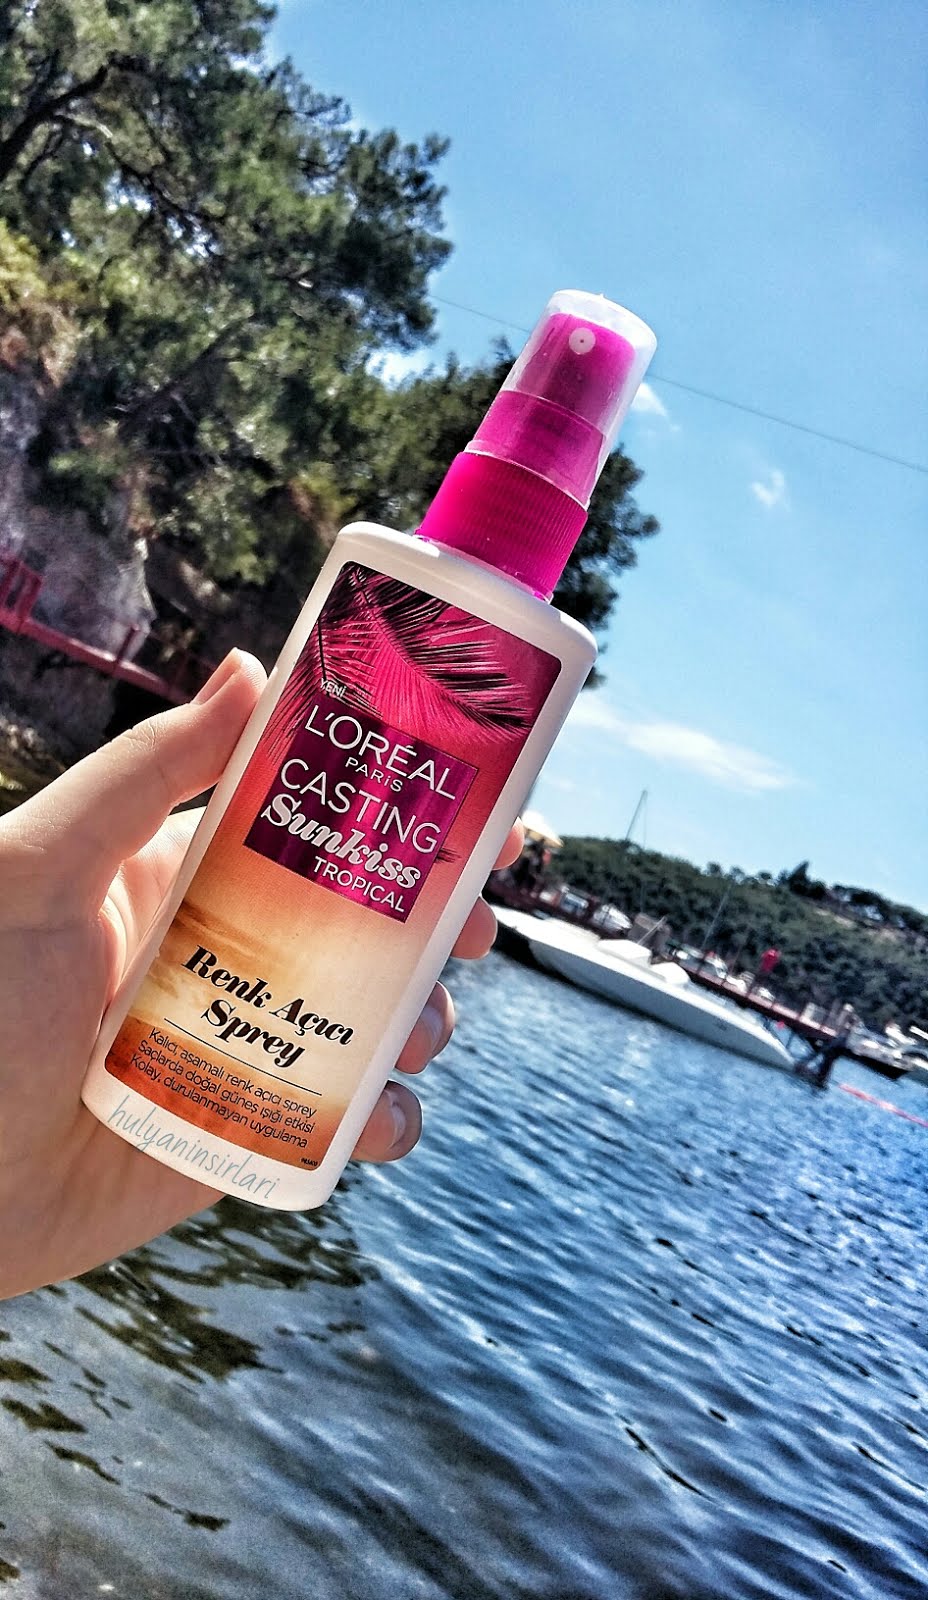 YENİ
L'ORÉAL
PARiS
CASTING
Sunkiss
TROPICAL
Renk Açıcı
Sprey
Kalıcı, aşamalı renk açıcı sprey
Saçlarda doğal güneş ışığı etkisi
Kolay, durulanmayan uygulama
hulyaninsirlari